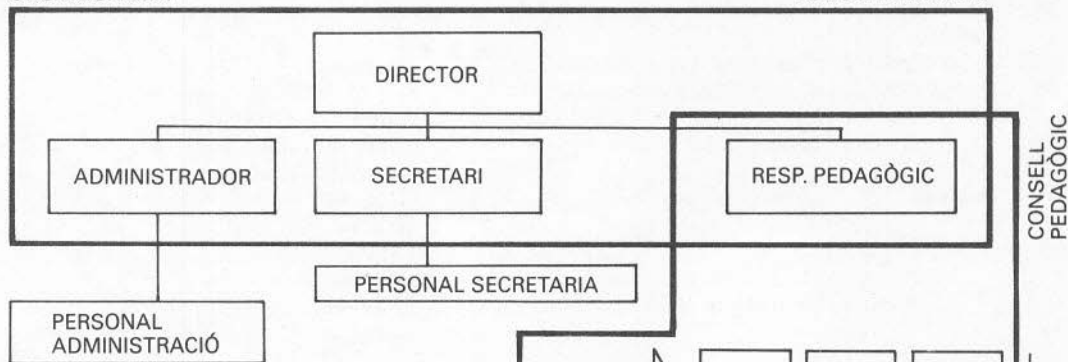 DIRECTOR
ADMINISTRADOR
SECRETARI
RESP. PEDAGÒGIC
CONSELL
PEDAGÒGIC
PERSONAL SECRETARIA
PERSONAL
ADMINISTRACIÓ